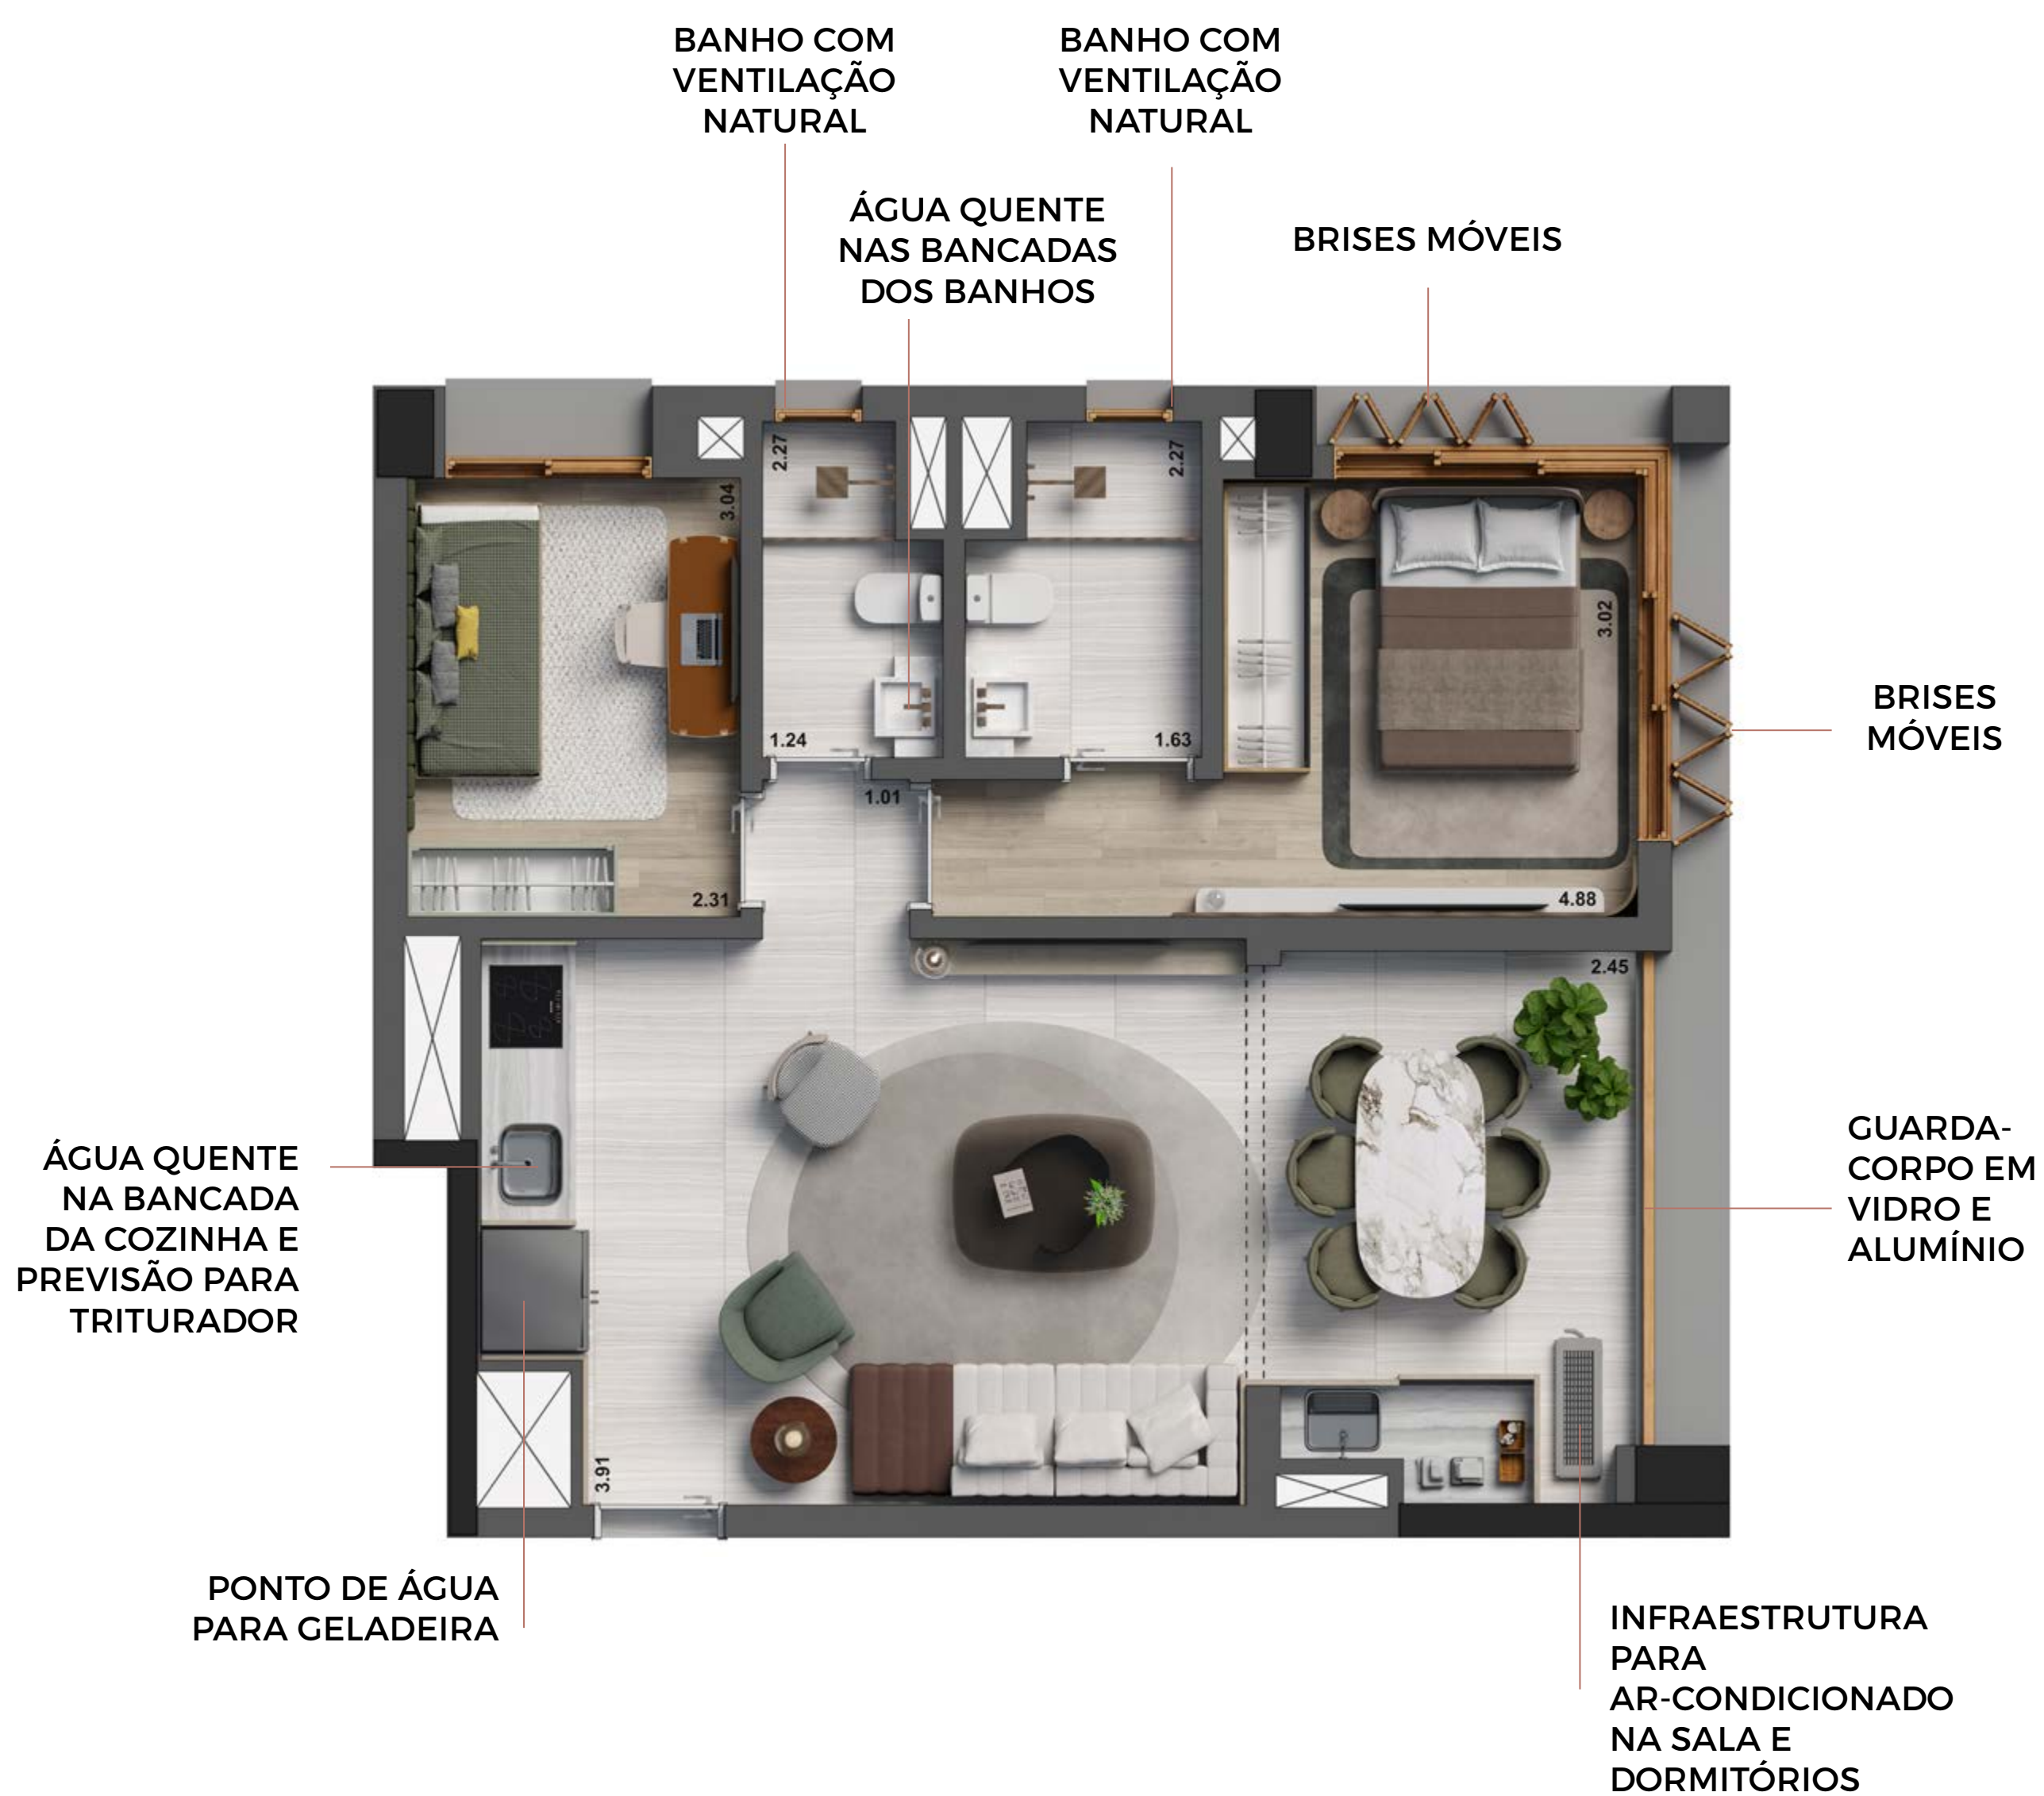 BANHO COM
VENTILAÇÃO
NATURAL
BANHO COM
VENTILAÇÃO
NATURAL
ÁGUA QUENTE
NAS BANCADAS
DOS BANHOS
BRISES MÓVEIS
2.27
2.27
3.04
3.02
BRISES
MÓVEIS
1.24
1.63
1.01
2.31
4.88
2.45
GUARDA-
CORPO EM
VIDRO E
ALUMÍNIO
ÁGUA QUENTE
NA BANCADA
DA COZINHA E
PREVISÃO PARA
TRITURADOR
3.91
PONTO DE ÁGUA
PARA GELADEIRA
INFRAESTRUTURA
PARA
AR-CONDICIONADO
NA SALA E
DORMITÓRIOS